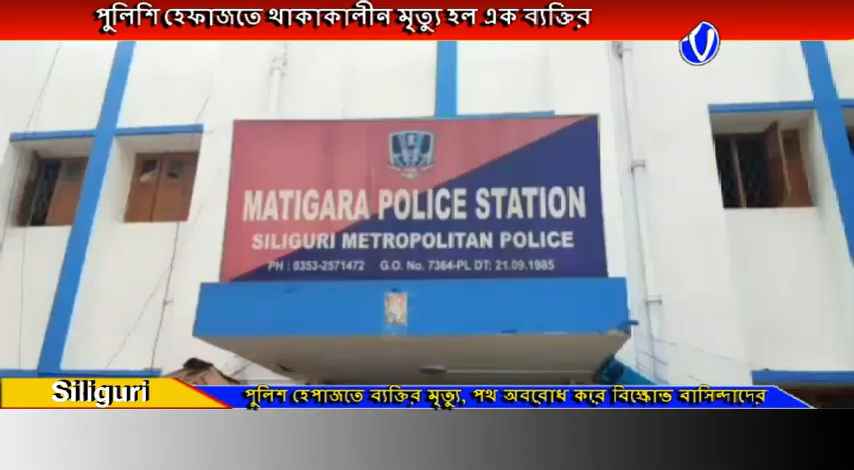 পুলিশি হেফাজতে থাকাকালীন মৃত্যু হল এক ব্যক্তির
MATIGARA POLICE STATION
SILIGURI METROPOLITAN POLICE
PH : 0353-2571472 G.O. No. 7364-PL DT: 21.09.1985
Siliguri
পুলিশ হেপাজতে ব্যক্তির মৃত্যু, পথ অবরোধ করে বিক্ষোভ বাসিন্দাদের